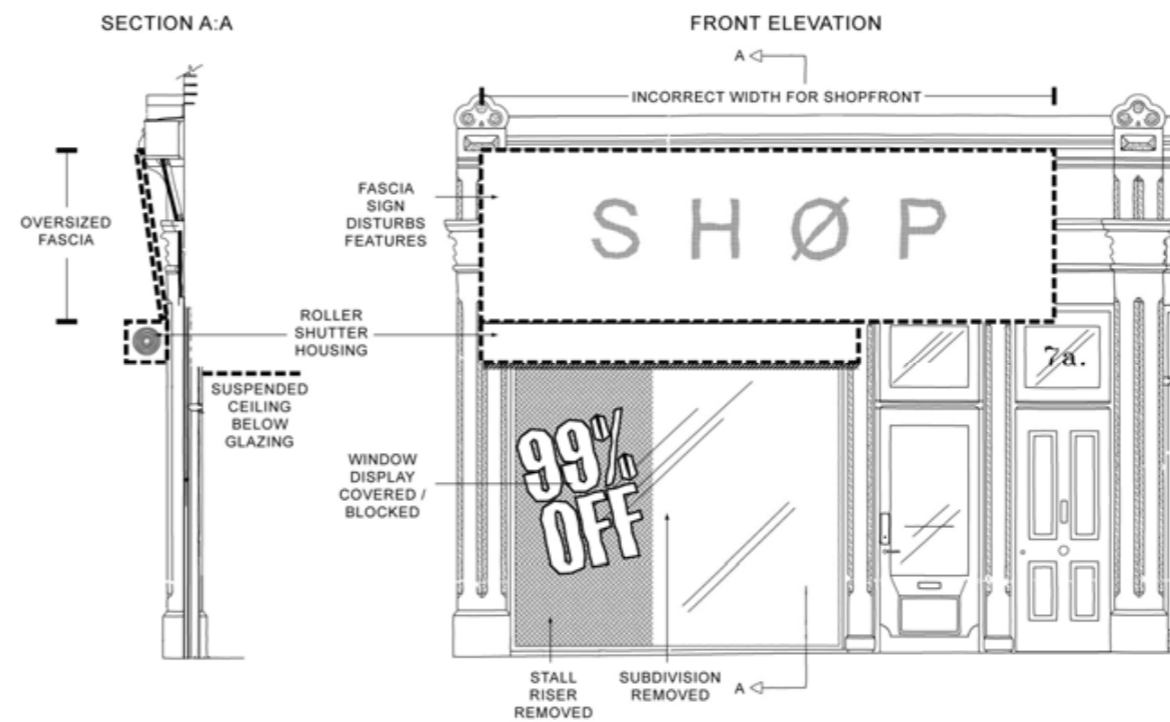 SECTION A:A
FRONT ELEVATION
A
INCORRECT WIDTH FOR SHOPFRONT
OVERSIZED
FASCIA
FASCIA
SIGN
DISTURBS
FEATURES
SHØP
ROLLER
SHUTTER
HOUSING
7a.
SUSPENDED
CEILING
BELOW
GLAZING
WINDOW
DISPLAY
COVERED /
BLOCKED
99%
OFF
STALL
RISER
REMOVED
SUBDIVISION
REMOVED
A